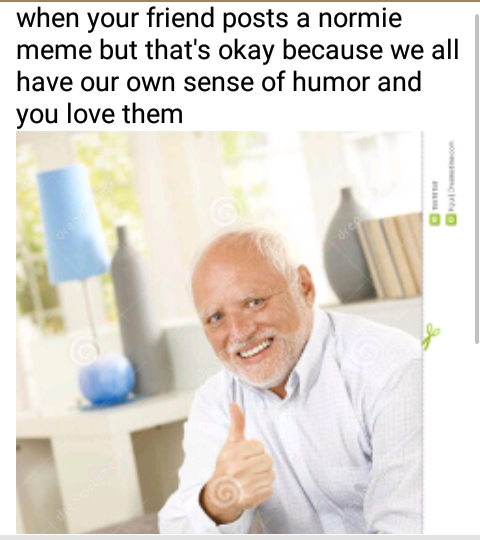 when your friend posts a normie
meme but that's okay because we all
have our own sense of humor and
you love them